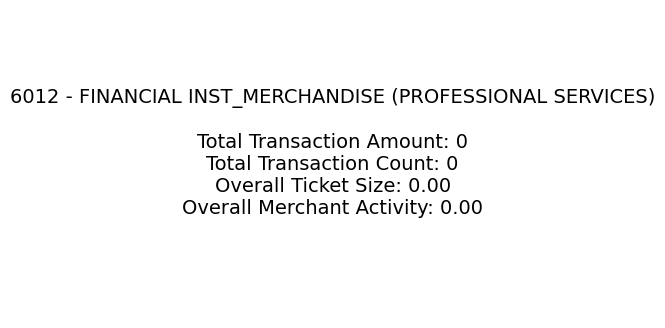 6012 - FINANCIAL INST_MERCHANDISE (PROFESSIONAL SERVICES)
Total Transaction Amount: 0
Total Transaction Count: 0
Overall Ticket Size: 0.00
Overall Merchant Activity: 0.00